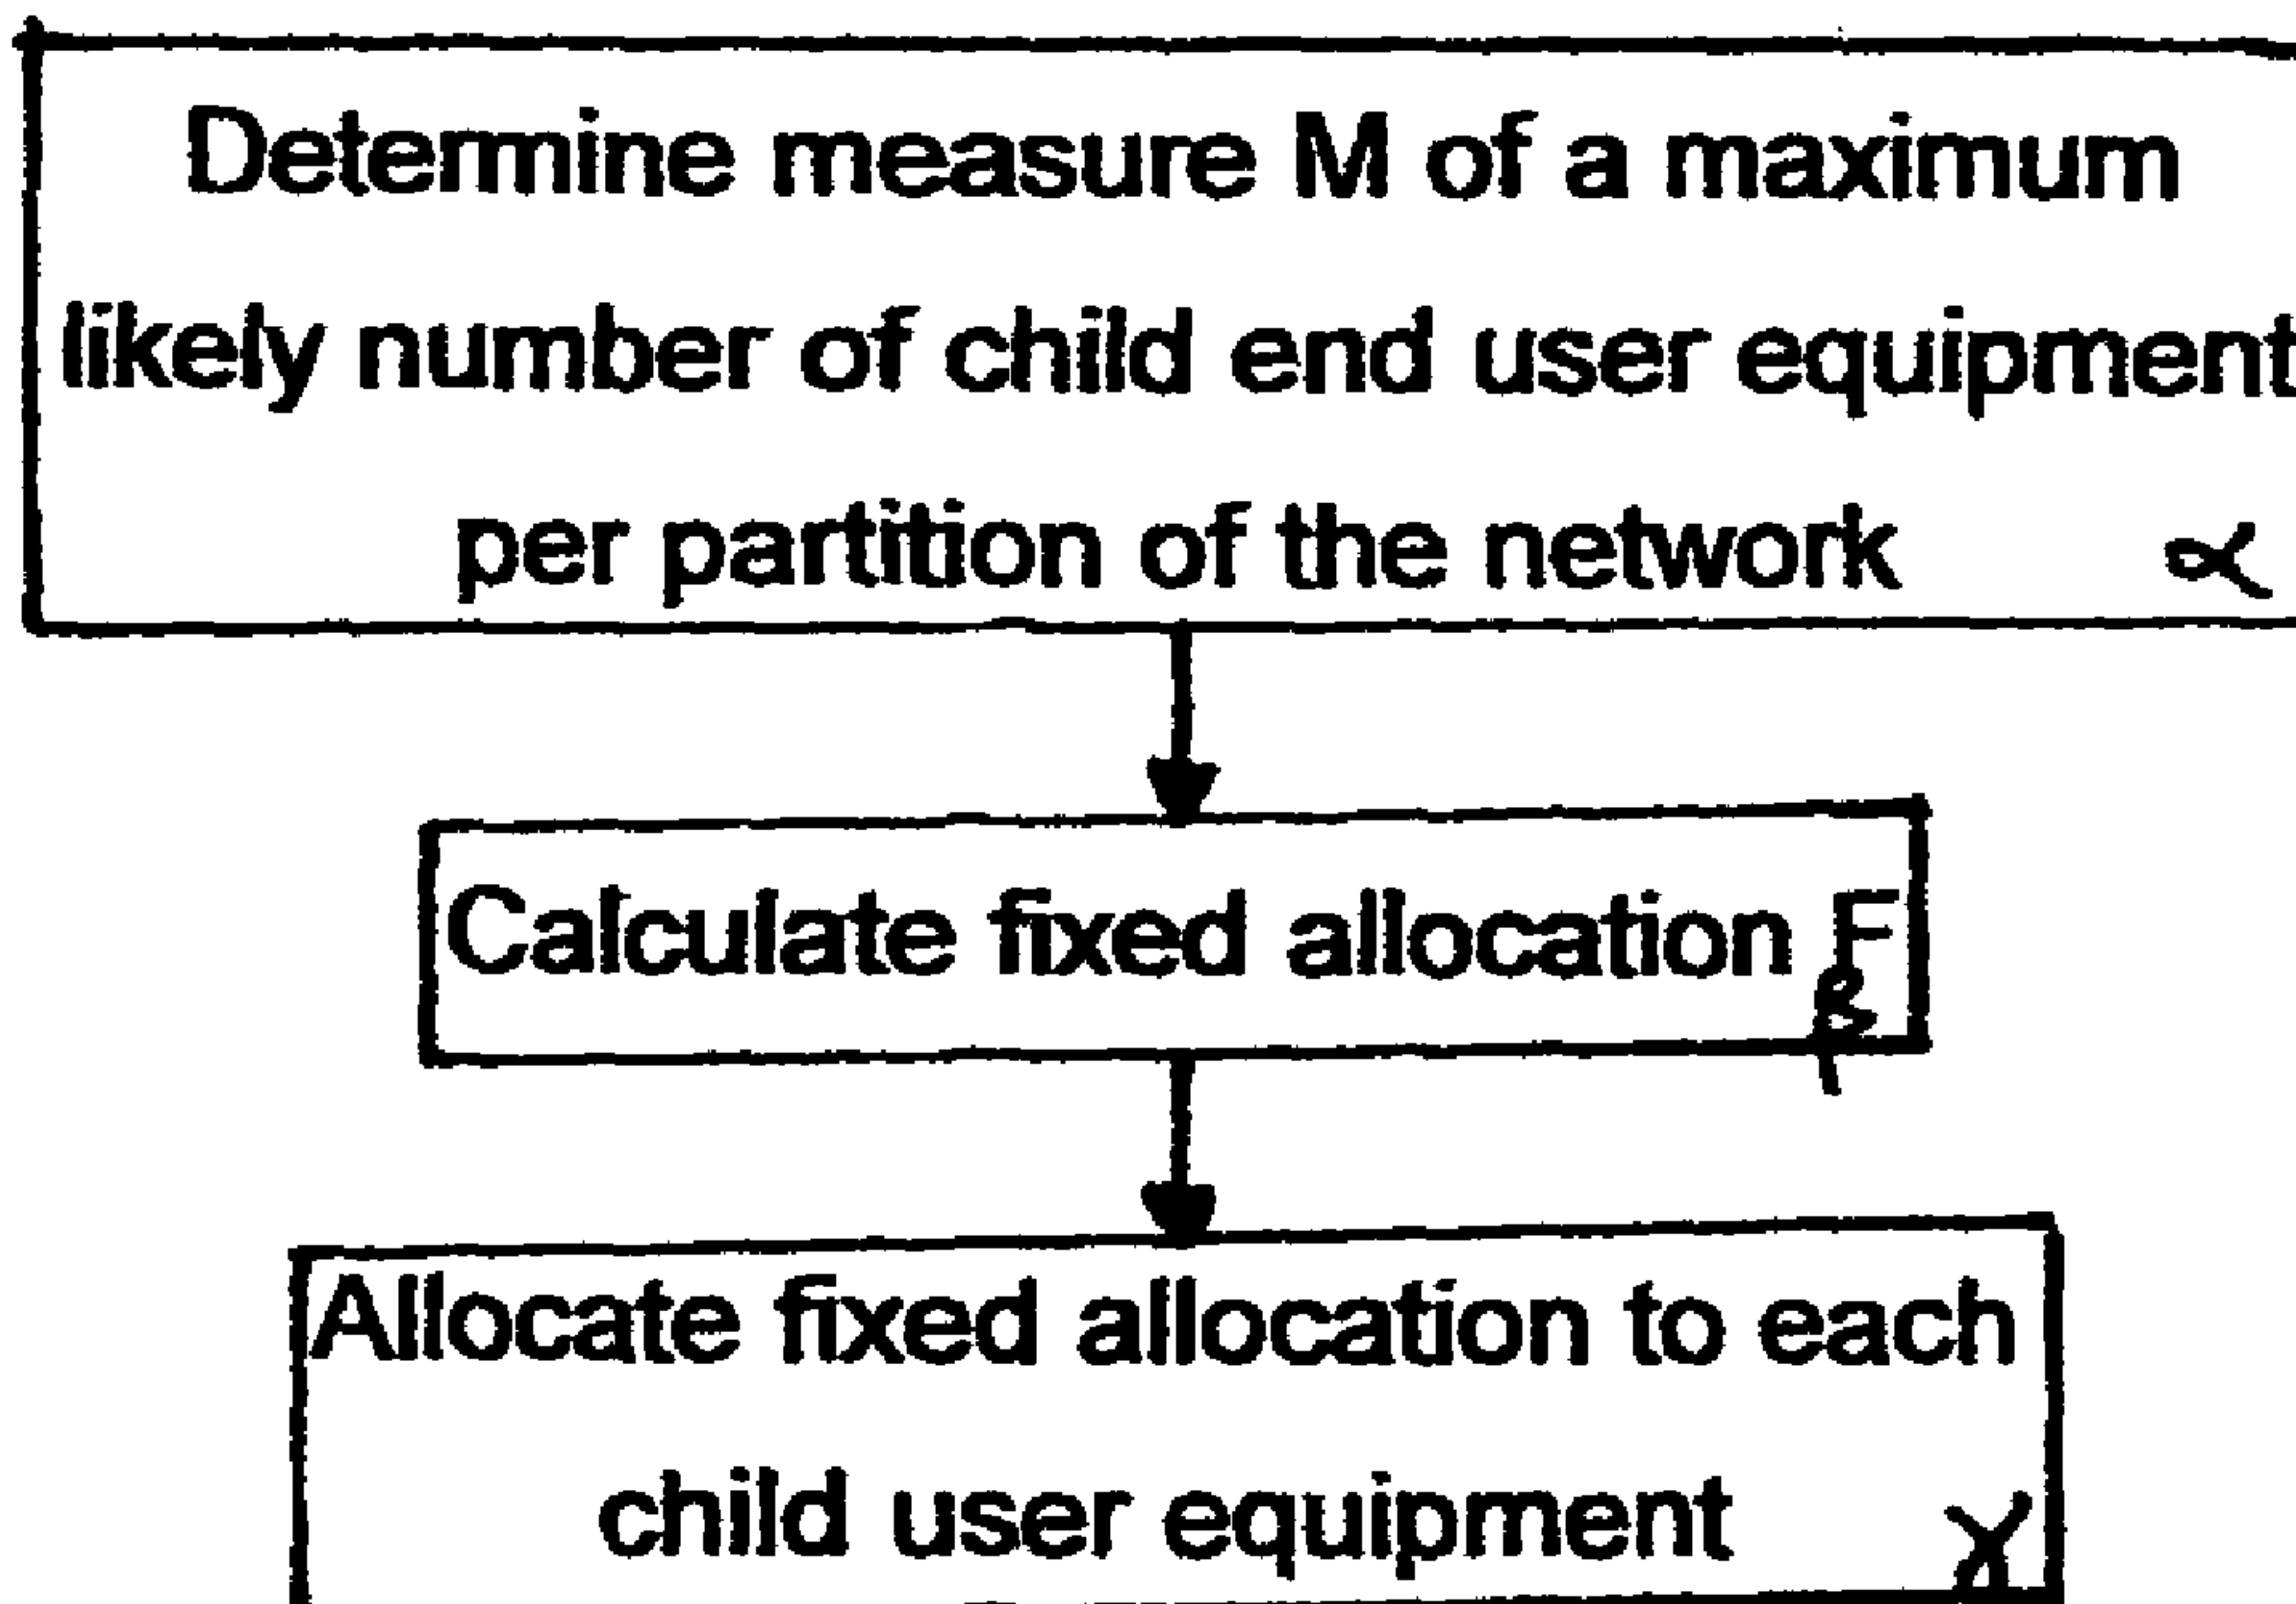 Determine measure M of a maximum
likely number of child end user equipment
per partition of the network α
Calculate fixed allocation F
β
Allocate fixed allocation to each
child user equipment γ